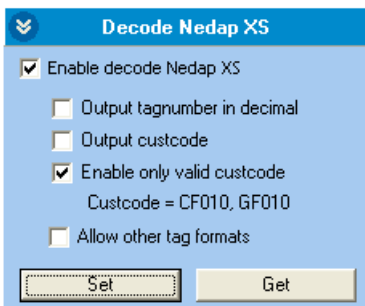 Decode Nedap XS
Enable decode Nedap XS
Output tagnumber in decimal
Output custcode
Enable only valid custcode
Custcode = CF010, GF010
Allow other tag formats
Set Get